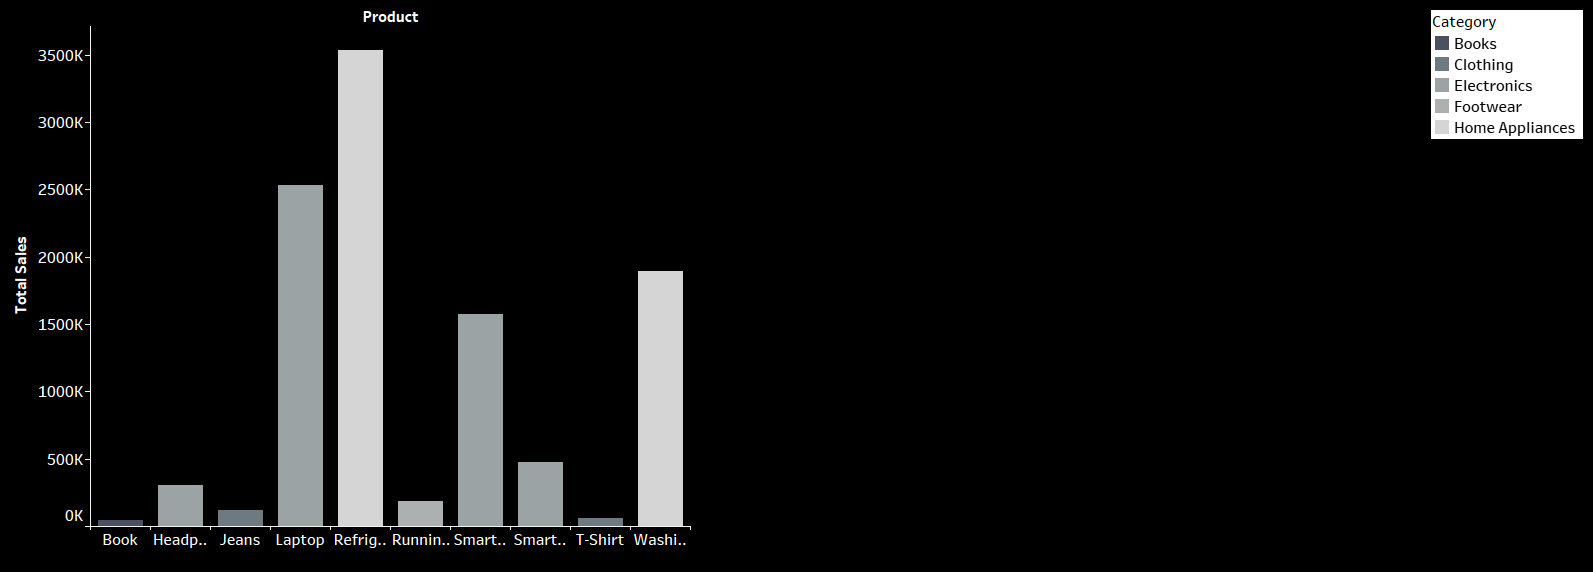 Product
Category
Books
Clothing
Electronics
Footwear
Home Appliances
Total Sales
3500K
3000K
2500K
2000K
1500K
1000K
500K
0K
Book Headp.. Jeans Laptop Refrig.. Runnin.. Smart.. Smart.. T-Shirt Washi..